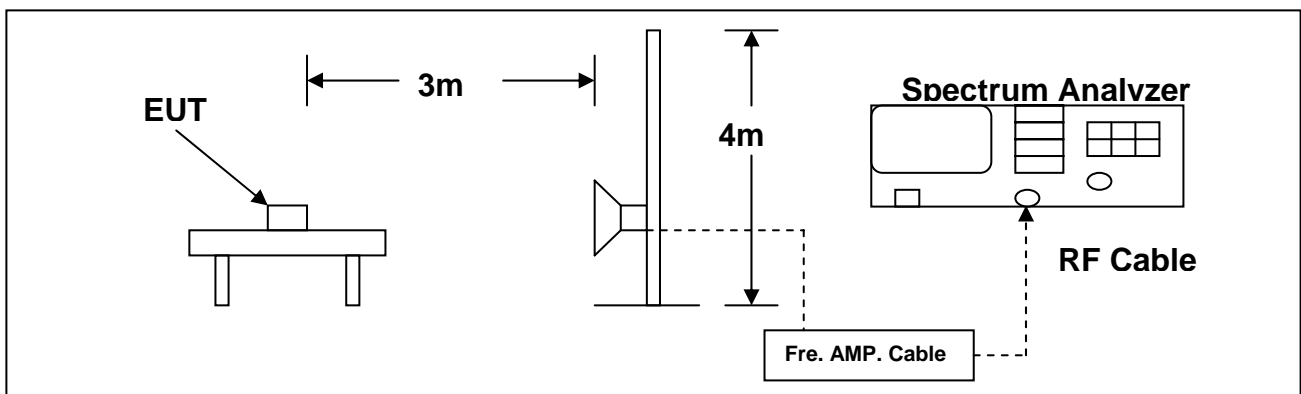 3m
EUT
4m
Spectrum Analyzer
RF Cable
Fre. AMP. Cable